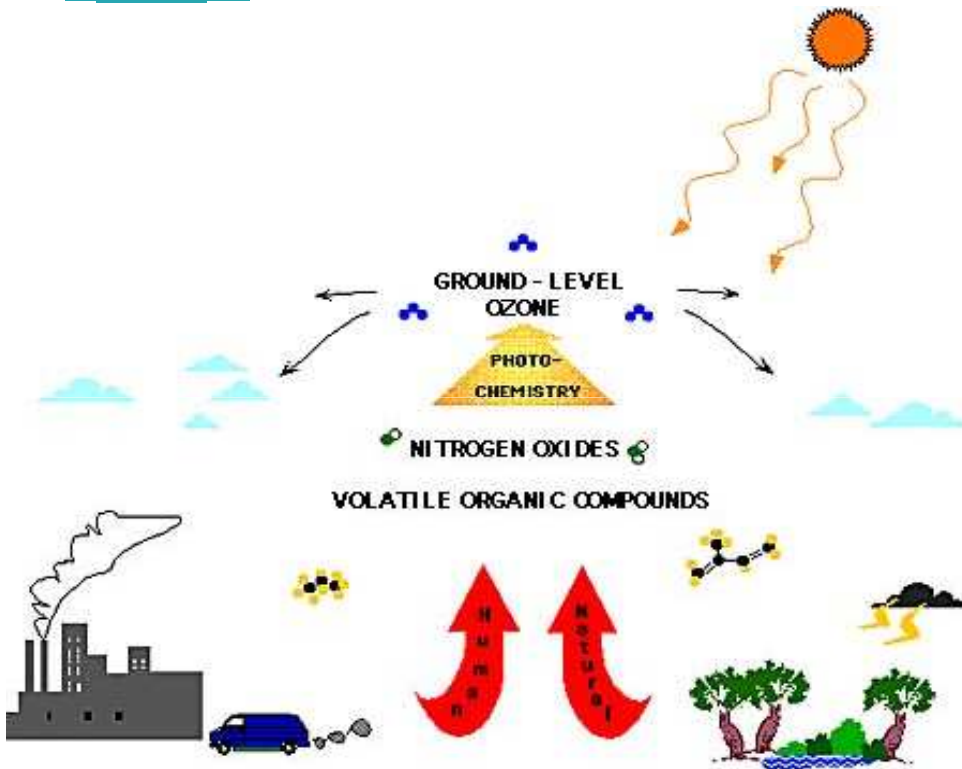 GROUND - LEVEL
OZONE
PHOTO-
CHEMISTRY
NITROGEN OXIDES
VOLATILE ORGANIC COMPOUNDS
Human
Natural